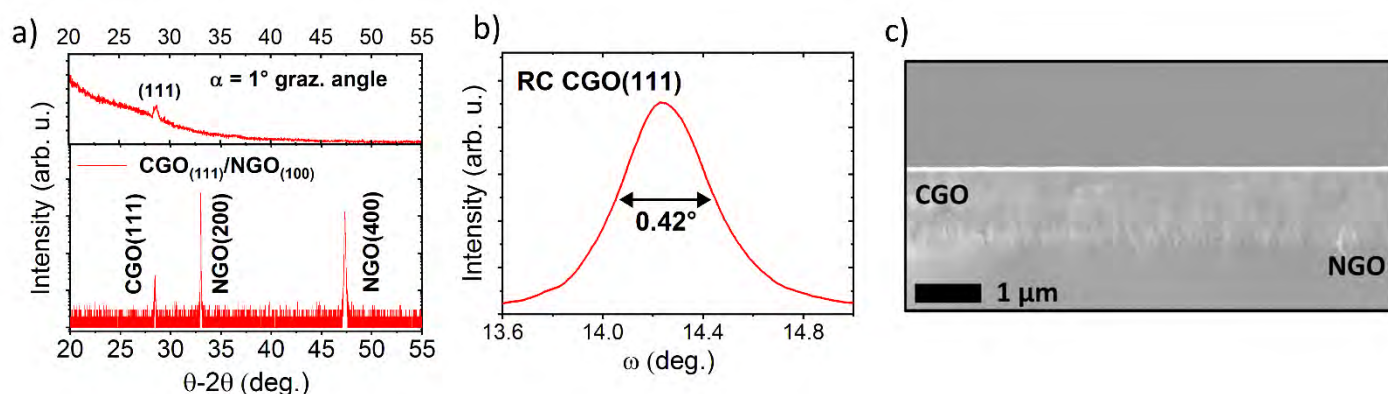 a)
20 25 30 35 40 45 50 55
α = 1° graz. angle
(111)
CGO(111)/NGO(100)
CGO(111)
NGO(200)
NGO(400)
Intensity (arb. u.)
20 25 30 35 40 45 50 55
θ-2θ (deg.)
b)
RC CGO(111)
0.42°
Intensity (arb. u.)
13.6 14.0 14.4 14.8
ω (deg.)
c)
CGO
NGO
1 μm